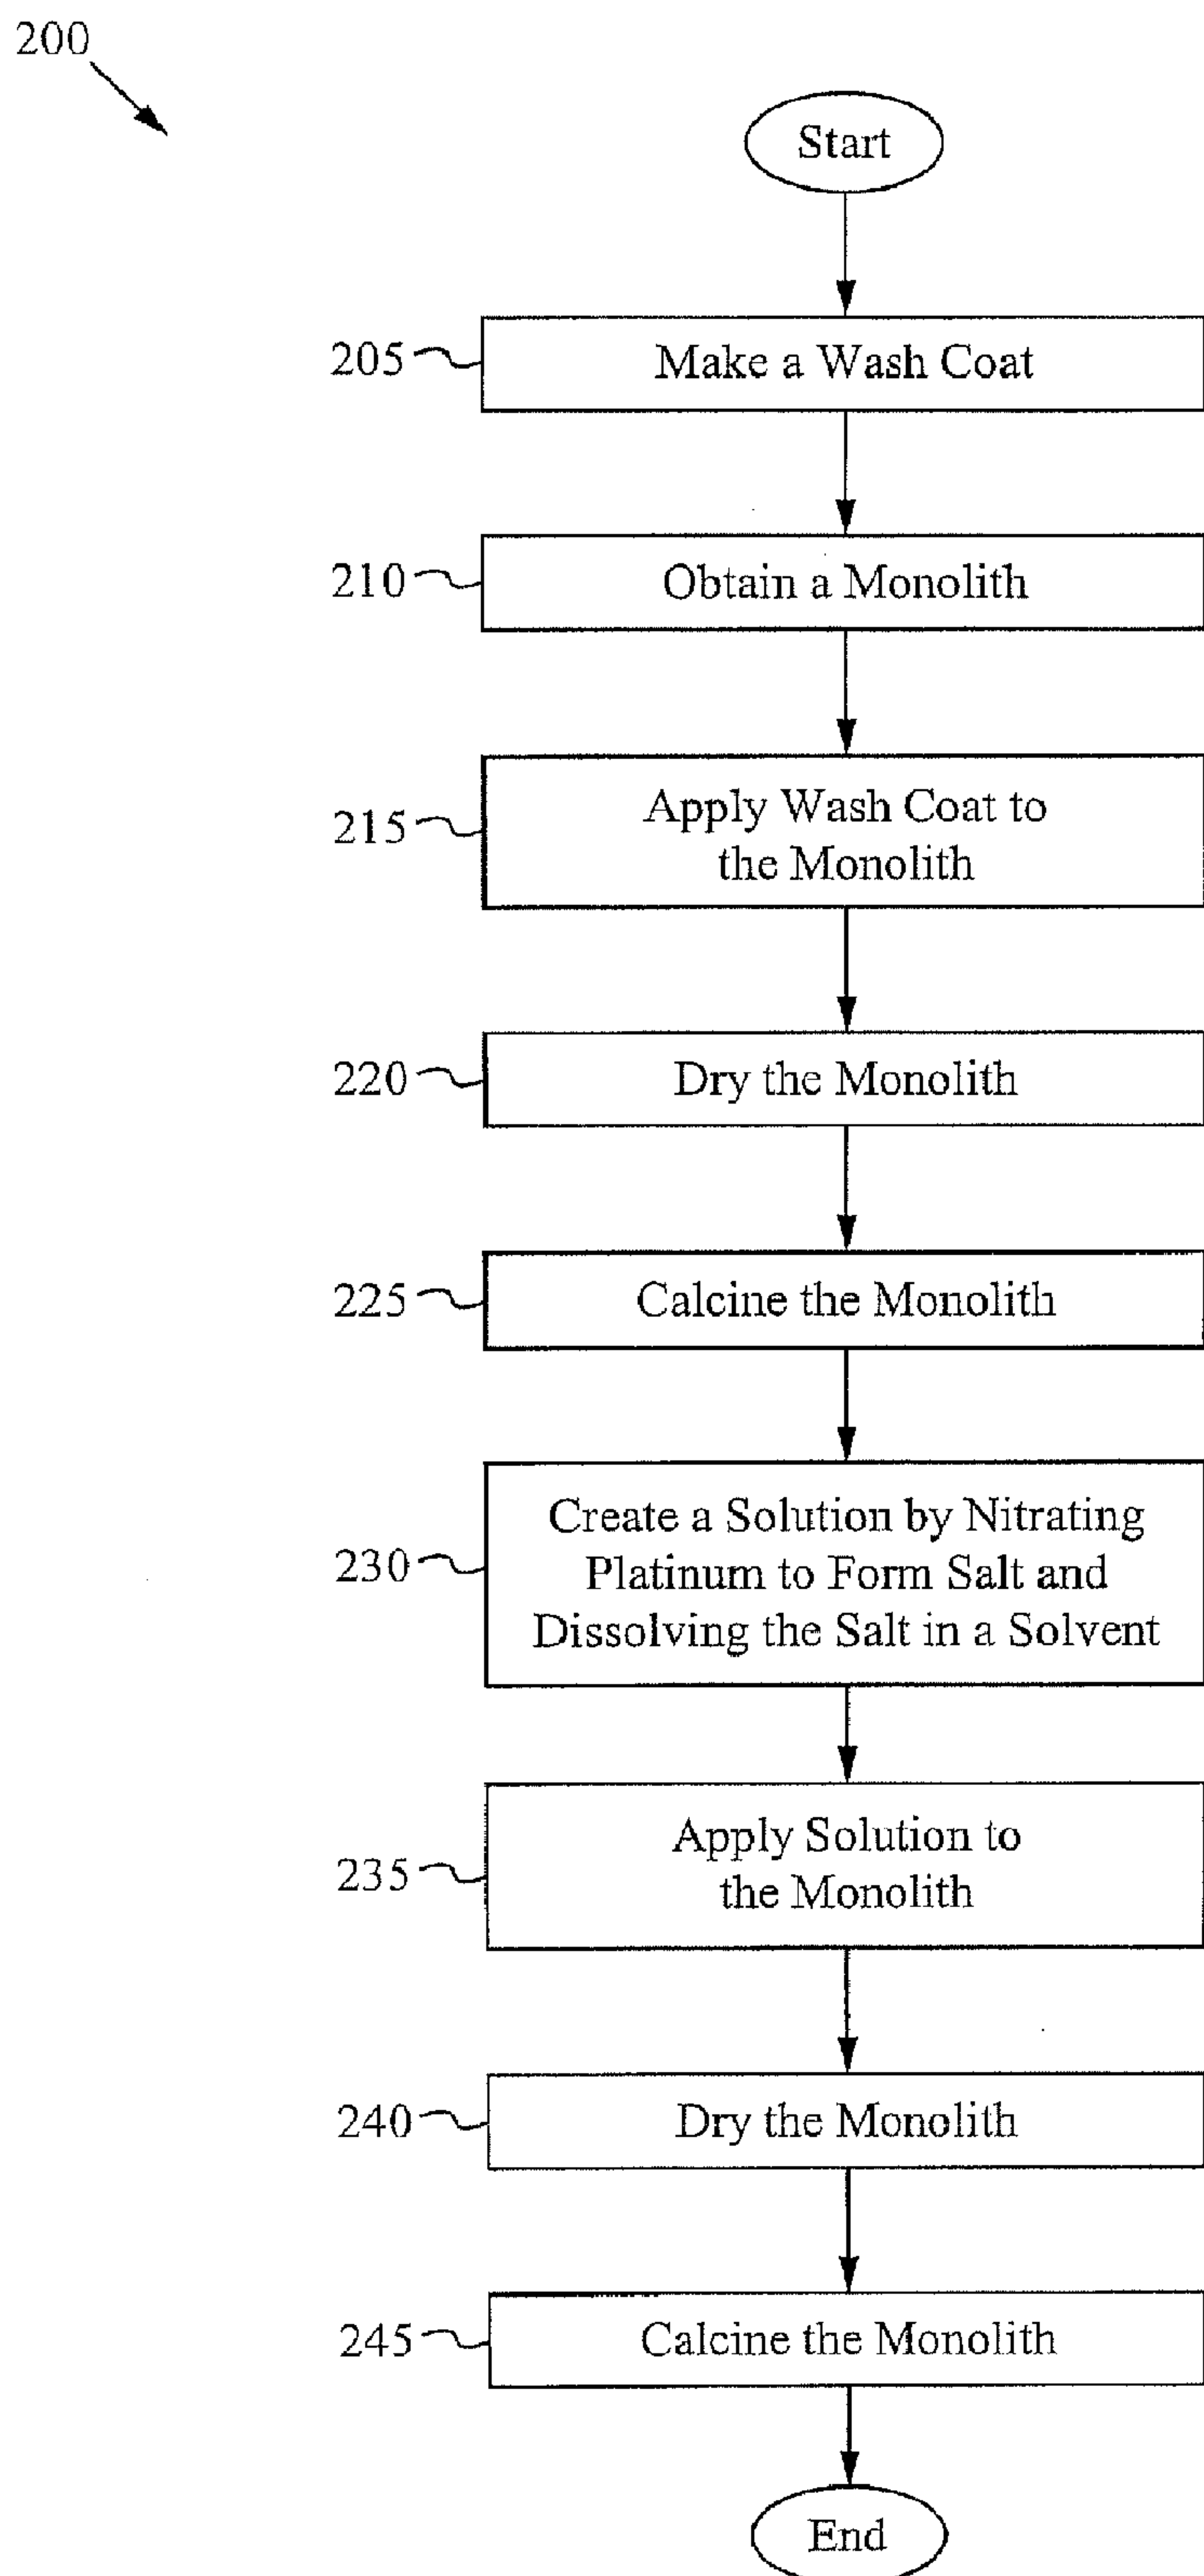 200
Start
205 Make a Wash Coat
210 Obtain a Monolith
215 Apply Wash Coat to
the Monolith
220 Dry the Monolith
225 Calcine the Monolith
230 Create a Solution by Nitrating
Platinum to Form Salt and
Dissolving the Salt in a Solvent
235 Apply Solution to
the Monolith
240 Dry the Monolith
245 Calcine the Monolith
End